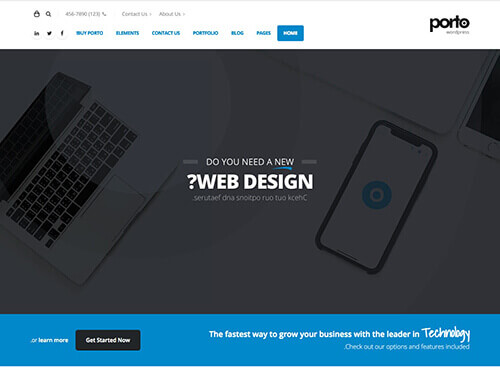 456-7890 (123) Contact Us About Us
porto
wordpress
!BUY PORTO ELEMENTS CONTACT US PORTFOLIO BLOG PAGES HOME
DO YOU NEED A NEW
?WEB DESIGN
.serutaef dna snoitpo ruo tuo kcehC
The fastest way to grow your business with the leader in Technology
.Check out our options and features included
.or learn more Get Started Now